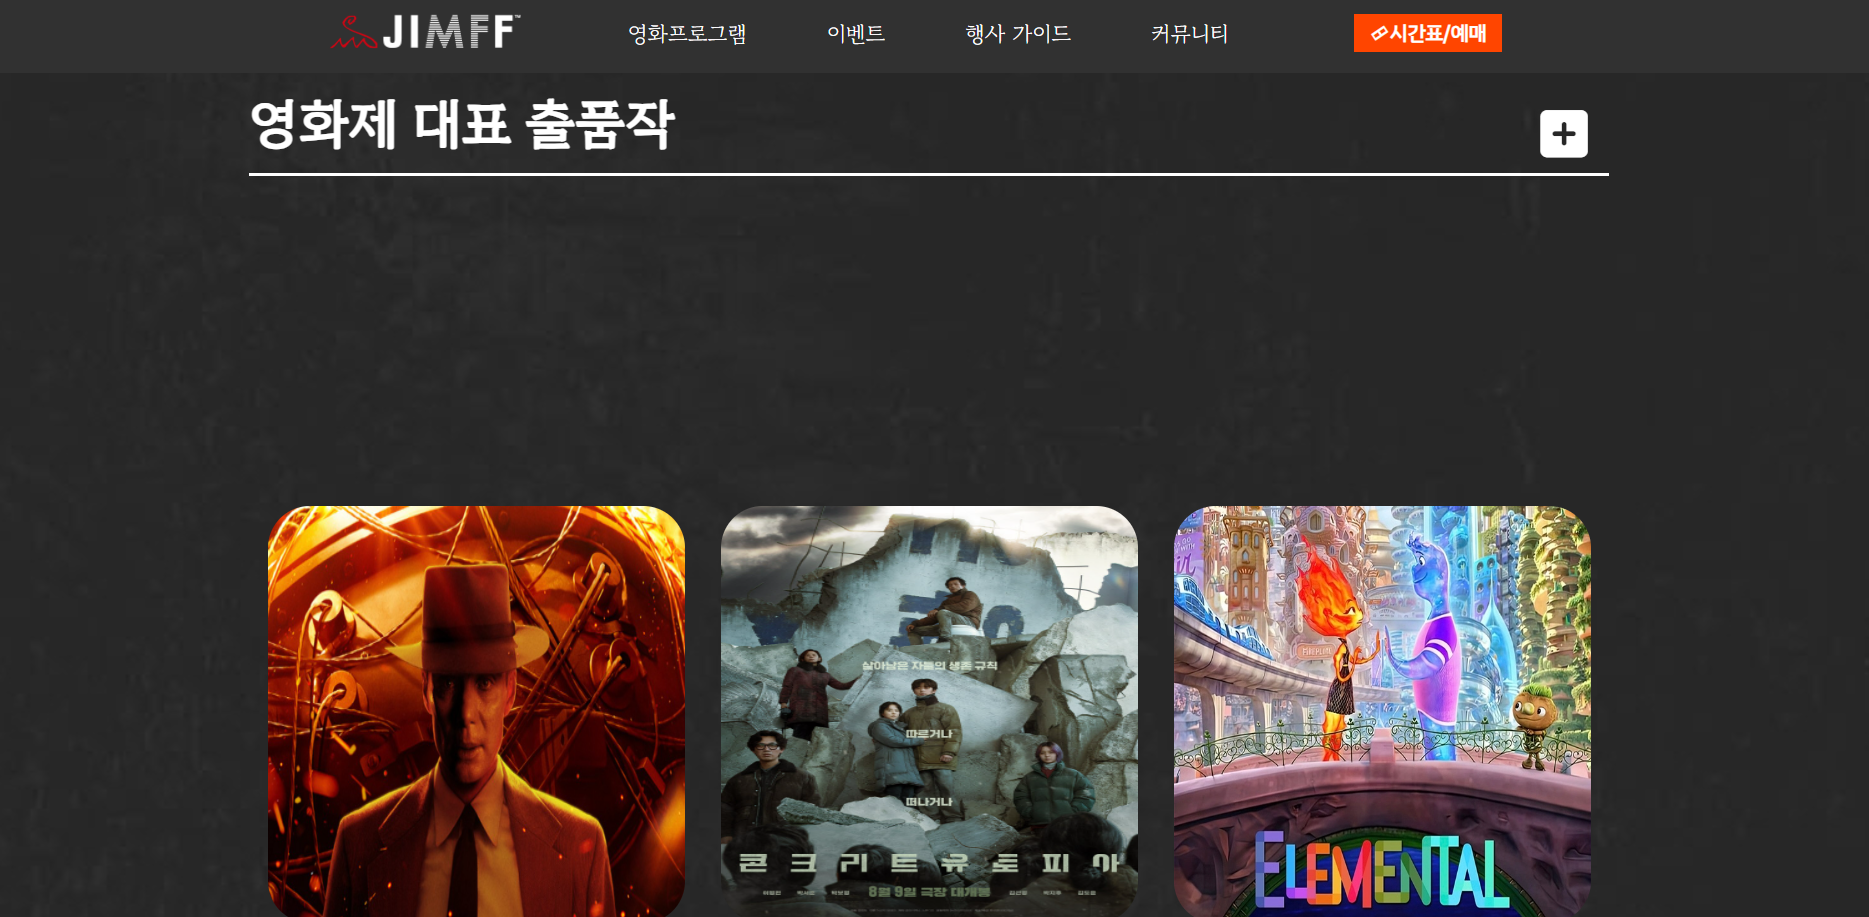 JIMFF™
영화프로그램
이벤트
행사 가이드
커뮤니티
시간표/예매
영화제 대표 출품작
살아남은 자들의 생존 규칙
따르거나
떠나거나
콘크리트유토피아
8월 9일 극장 대개봉
FIREPLACE
ELEMENTAL